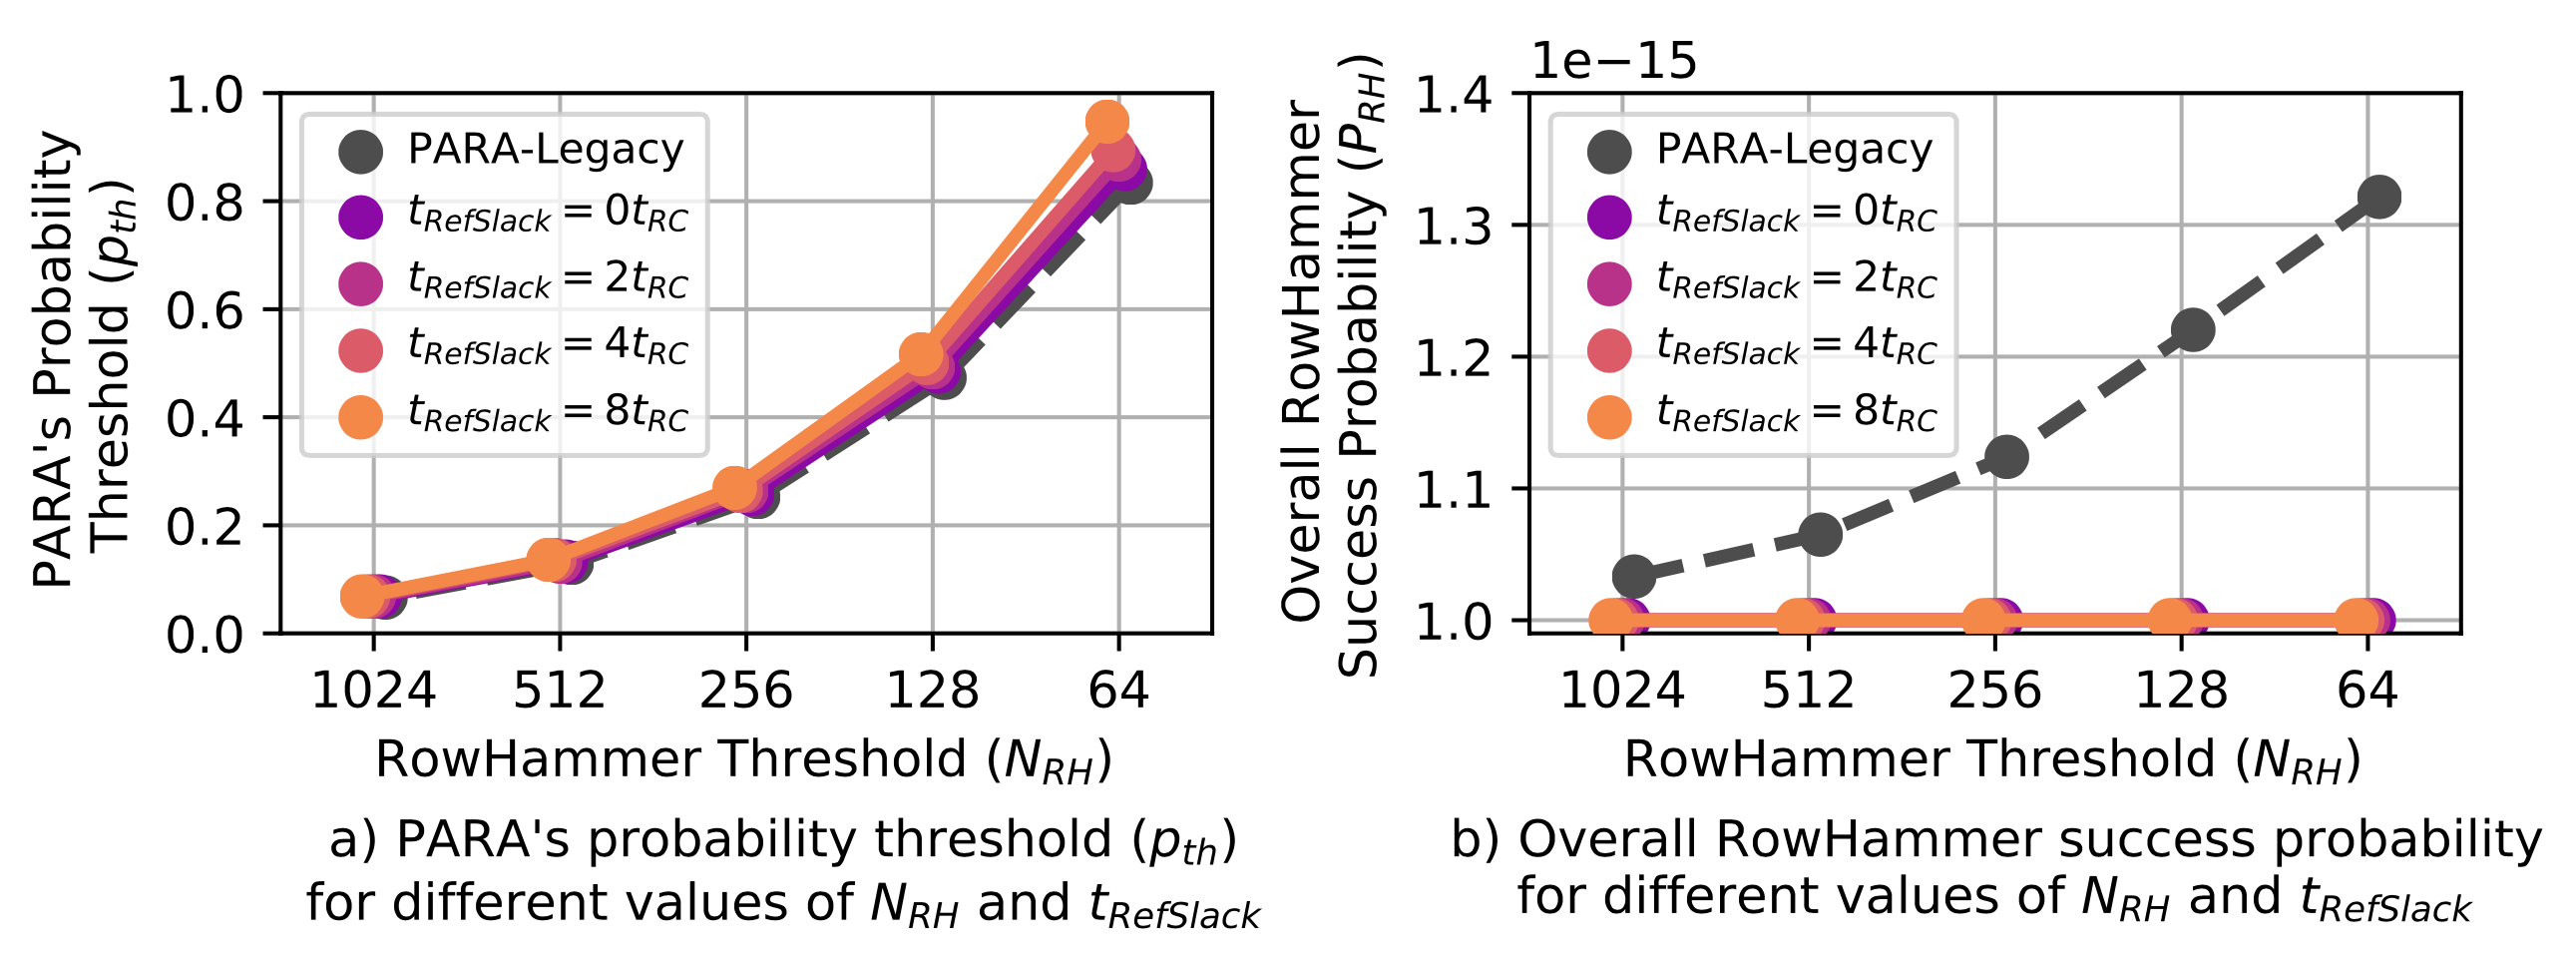 PARA's Probability
Threshold (p_th)
1.0
0.8
0.6
0.4
0.2
0.0
PARA-Legacy
t_RefSlack = 0t_RC
t_RefSlack = 2t_RC
t_RefSlack = 4t_RC
t_RefSlack = 8t_RC
1024 512 256 128 64
RowHammer Threshold (N_RH)
a) PARA's probability threshold (p_th)
for different values of N_RH and t_RefSlack
Overall RowHammer
Success Probability (P_RH)
1e−15
1.4
1.3
1.2
1.1
1.0
PARA-Legacy
t_RefSlack = 0t_RC
t_RefSlack = 2t_RC
t_RefSlack = 4t_RC
t_RefSlack = 8t_RC
1024 512 256 128 64
RowHammer Threshold (N_RH)
b) Overall RowHammer success probability
for different values of N_RH and t_RefSlack